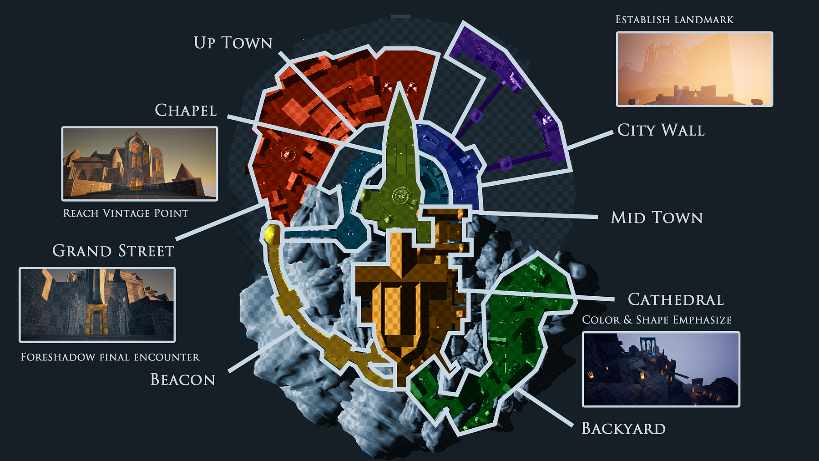 Establish landmark
Up Town
Chapel
City Wall
Reach Vintage Point
Mid Town
Grand Street
Cathedral
Color & Shape Emphasize
Foreshadow final encounter
Beacon
Backyard